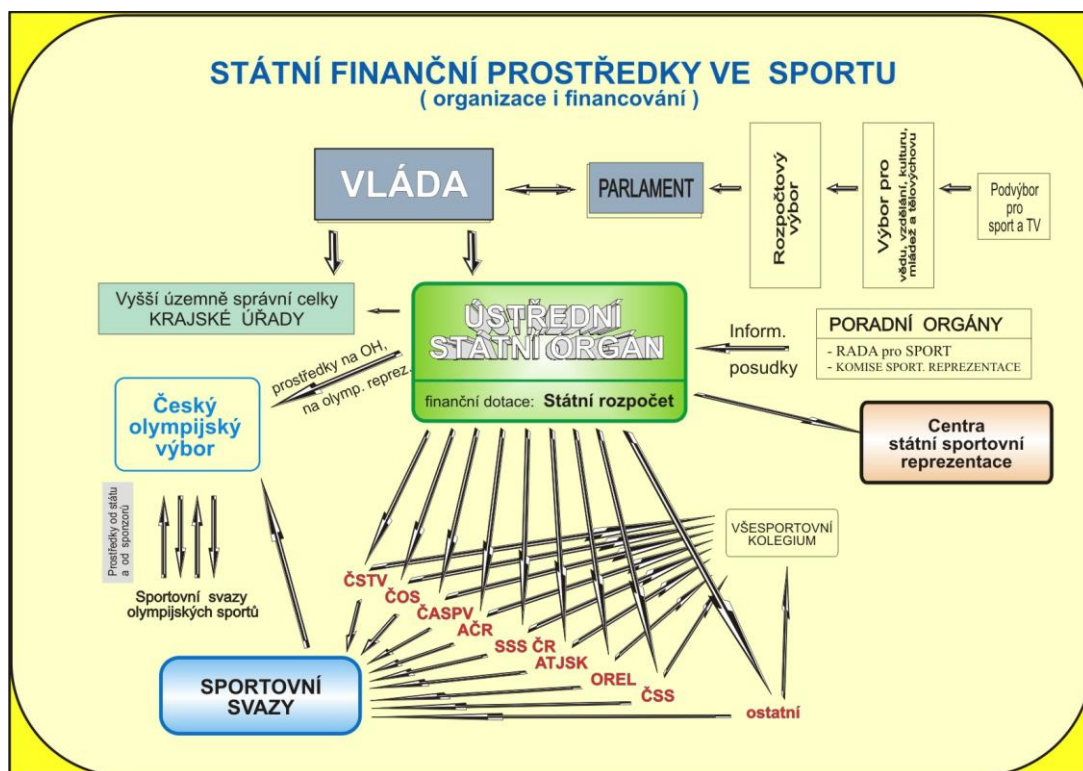 STÁTNÍ FINANČNÍ PROSTŘEDKY VE SPORTU
( organizace i financování )
VLÁDA
PARLAMENT
Rozpočtový
výbor
Výbor pro
vědu, vzdělání, kulturu,
mládež a tělovýchovu
Podvýbor
pro
sport a TV
Vyšší územně správní celky
KRAJSKÉ ÚŘADY
ÚSTŘEDNÍ
STÁTNÍ ORGÁN
finanční dotace: Státní rozpočet
Inform.
posudky
PORADNÍ ORGÁNY
- RADA pro SPORT
- KOMISE SPORT. REPREZENTACE
prostředky na OH,
na olymp. reprez.
Český
olympijský
výbor
Centra
státní sportovní
reprezentace
Prostředky od státu
a od sponzorů
Sportovní svazy
olympijských sportů
VŠESPORTOVNÍ
KOLEGIUM
ČSTV
ČOS
ČASPV
AČR
SSS ČR
ATJSK
OREL
ČSS
ostatní
SPORTOVNÍ
SVAZY